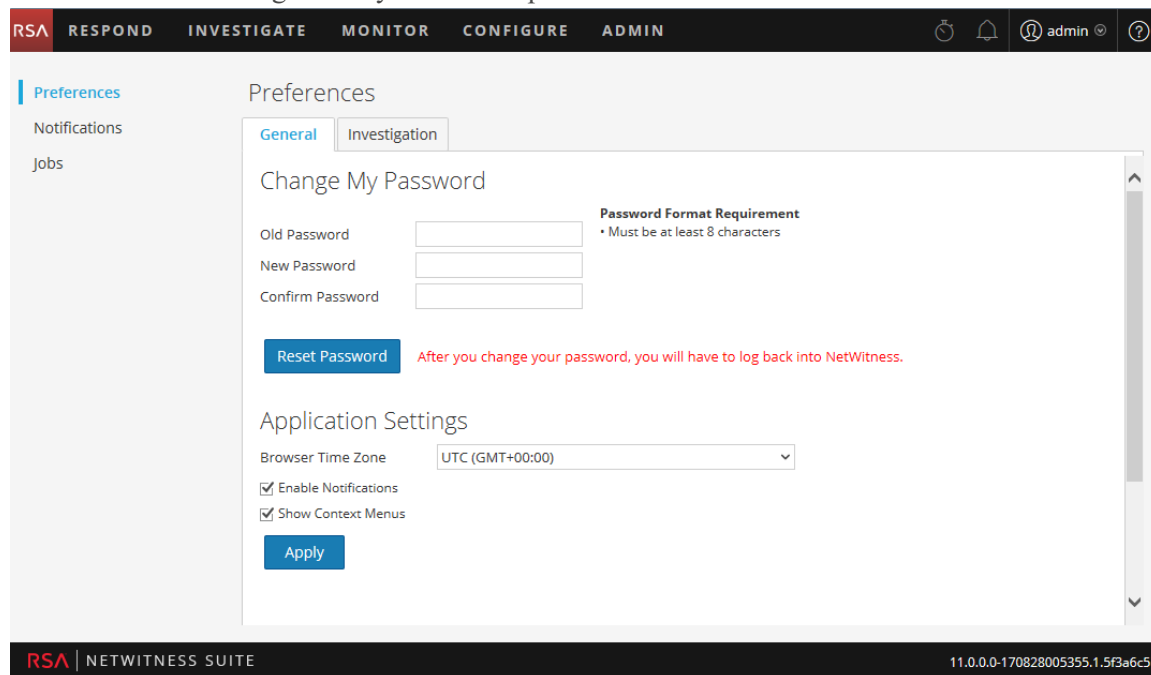 RSA RESPOND INVESTIGATE MONITOR CONFIGURE ADMIN admin ?
Preferences
Notifications
Jobs
Preferences
General Investigation
Change My Password
Password Format Requirement
• Must be at least 8 characters
Old Password
New Password
Confirm Password
Reset Password After you change your password, you will have to log back into NetWitness.
Application Settings
Browser Time Zone UTC (GMT+00:00)
Enable Notifications
Show Context Menus
Apply
RSA | NETWITNESS SUITE 11.0.0.0-170828005355.1.5f3a6c5